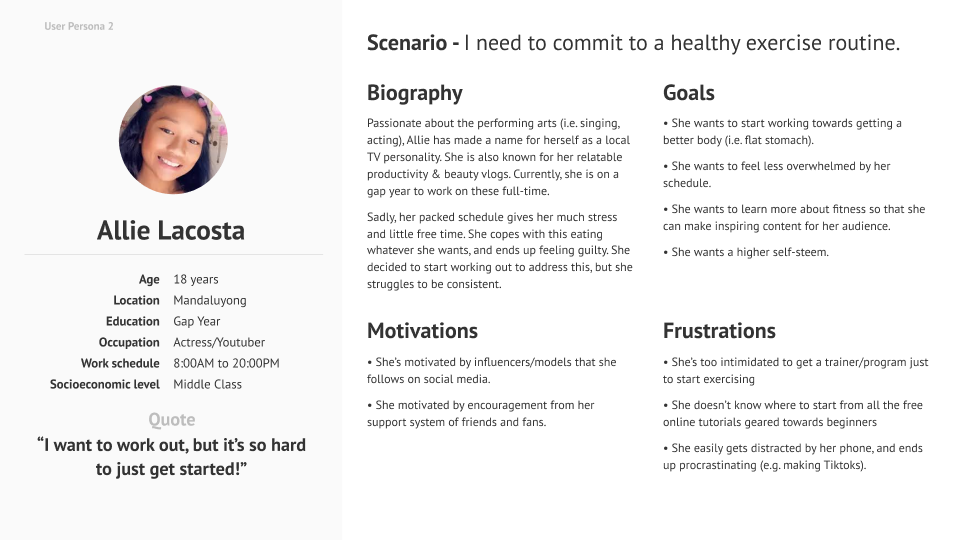 User Persona 2
Allie Lacosta
Age 18 years
Location Mandaluyong
Education Gap Year
Occupation Actress/Youtuber
Work schedule 8:00AM to 20:00PM
Socioeconomic level Middle Class
Quote
“I want to work out, but it’s so hard
to just get started!”
Scenario - I need to commit to a healthy exercise routine.
Biography
Passionate about the performing arts (i.e. singing,
acting), Allie has made a name for herself as a local
TV personality. She is also known for her relatable
productivity & beauty vlogs. Currently, she is on a
gap year to work on these full-time.
Sadly, her packed schedule gives her much stress
and little free time. She copes with this eating
whatever she wants, and ends up feeling guilty. She
decided to start working out to address this, but she
struggles to be consistent.
Goals
• She wants to start working towards getting a
better body (i.e. flat stomach).
• She wants to feel less overwhelmed by her
schedule.
• She wants to learn more about fitness so that she
can make inspiring content for her audience.
• She wants a higher self-steem.
Motivations
• She’s motivated by influencers/models that she
follows on social media.
• She motivated by encouragement from her
support system of friends and fans.
Frustrations
• She’s too intimidated to get a trainer/program just
to start exercising
• She doesn’t know where to start from all the free
online tutorials geared towards beginners
• She easily gets distracted by her phone, and ends
up procrastinating (e.g. making Tiktoks).